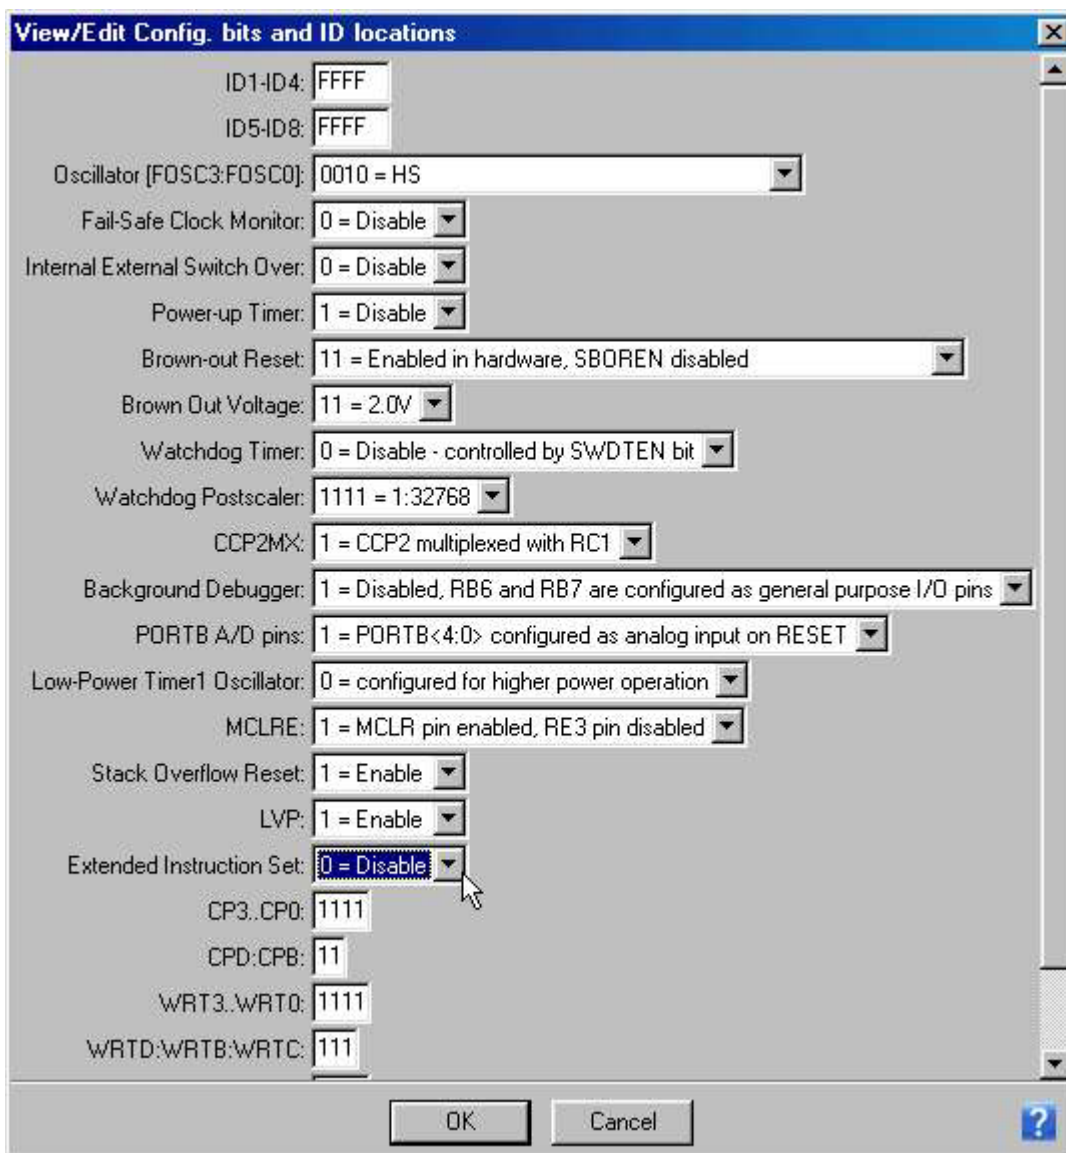 View/Edit Config. bits and ID locations
ID1-ID4: FFFF
ID5-ID8: FFFF
Oscillator [FOSC3:FOSC0]: 0010 = HS
Fail-Safe Clock Monitor: 0 = Disable
Internal External Switch Over: 0 = Disable
Power-up Timer: 1 = Disable
Brown-out Reset: 11 = Enabled in hardware, SBOREN disabled
Brown Out Voltage: 11 = 2.0V
Watchdog Timer: 0 = Disable - controlled by SWDTEN bit
Watchdog Postscaler: 1111 = 1:32768
CCP2MX: 1 = CCP2 multiplexed with RC1
Background Debugger: 1 = Disabled, RB6 and RB7 are configured as general purpose I/O pins
PORTB A/D pins: 1 = PORTB<4:0> configured as analog input on RESET
Low-Power Timer1 Oscillator: 0 = configured for higher power operation
MCLRE: 1 = MCLR pin enabled, RE3 pin disabled
Stack Overflow Reset: 1 = Enable
LVP: 1 = Enable
Extended Instruction Set: 0 = Disable
CP3..CP0: 1111
CPD:CPB: 11
WRT3..WRT0: 1111
WRTD:WRTB:WRTC: 111
OK Cancel ?